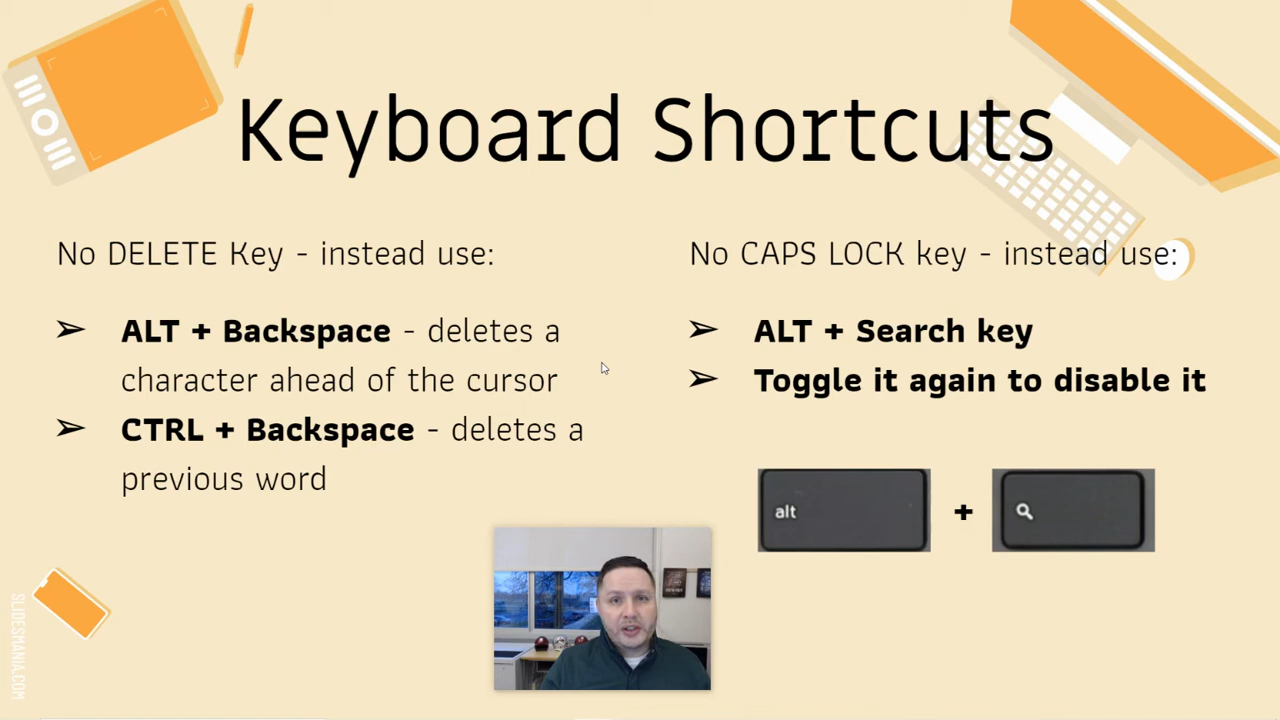 Keyboard Shortcuts
No DELETE Key - instead use:
➢ ALT + Backspace - deletes a
character ahead of the cursor
➢ CTRL + Backspace - deletes a
previous word
No CAPS LOCK key - instead use:
➢ ALT + Search key
➢ Toggle it again to disable it
alt +
SLIDESMANIA.COM